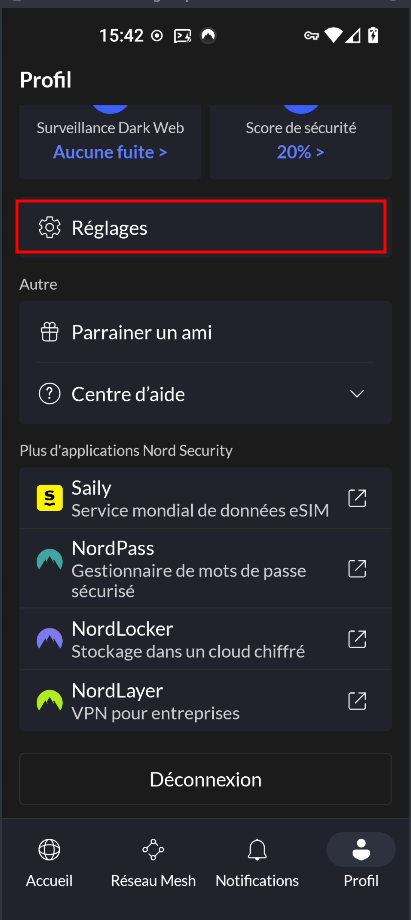 15:42
Profil
Surveillance Dark Web
Aucune fuite >
Score de sécurité
20% >
Réglages
Autre
Parrainer un ami
Centre d’aide
Plus d'applications Nord Security
Saily
Service mondial de données eSIM
NordPass
Gestionnaire de mots de passe
sécurisé
NordLocker
Stockage dans un cloud chiffré
NordLayer
VPN pour entreprises
Déconnexion
Accueil
Réseau Mesh
Notifications
Profil